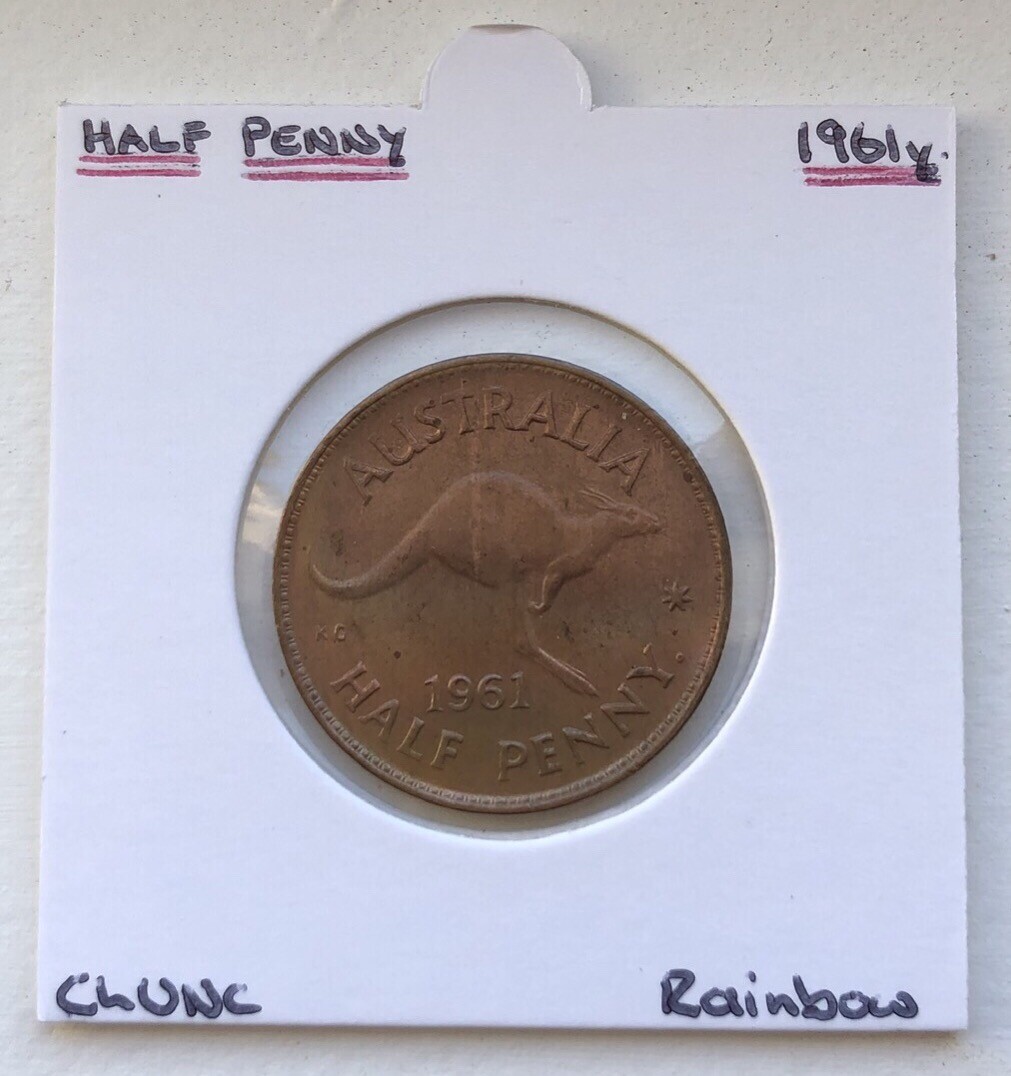 HALF PENNY 1961y.
AUSTRALIA
KG
1961
HALF PENNY.
ChUNC Rainbow